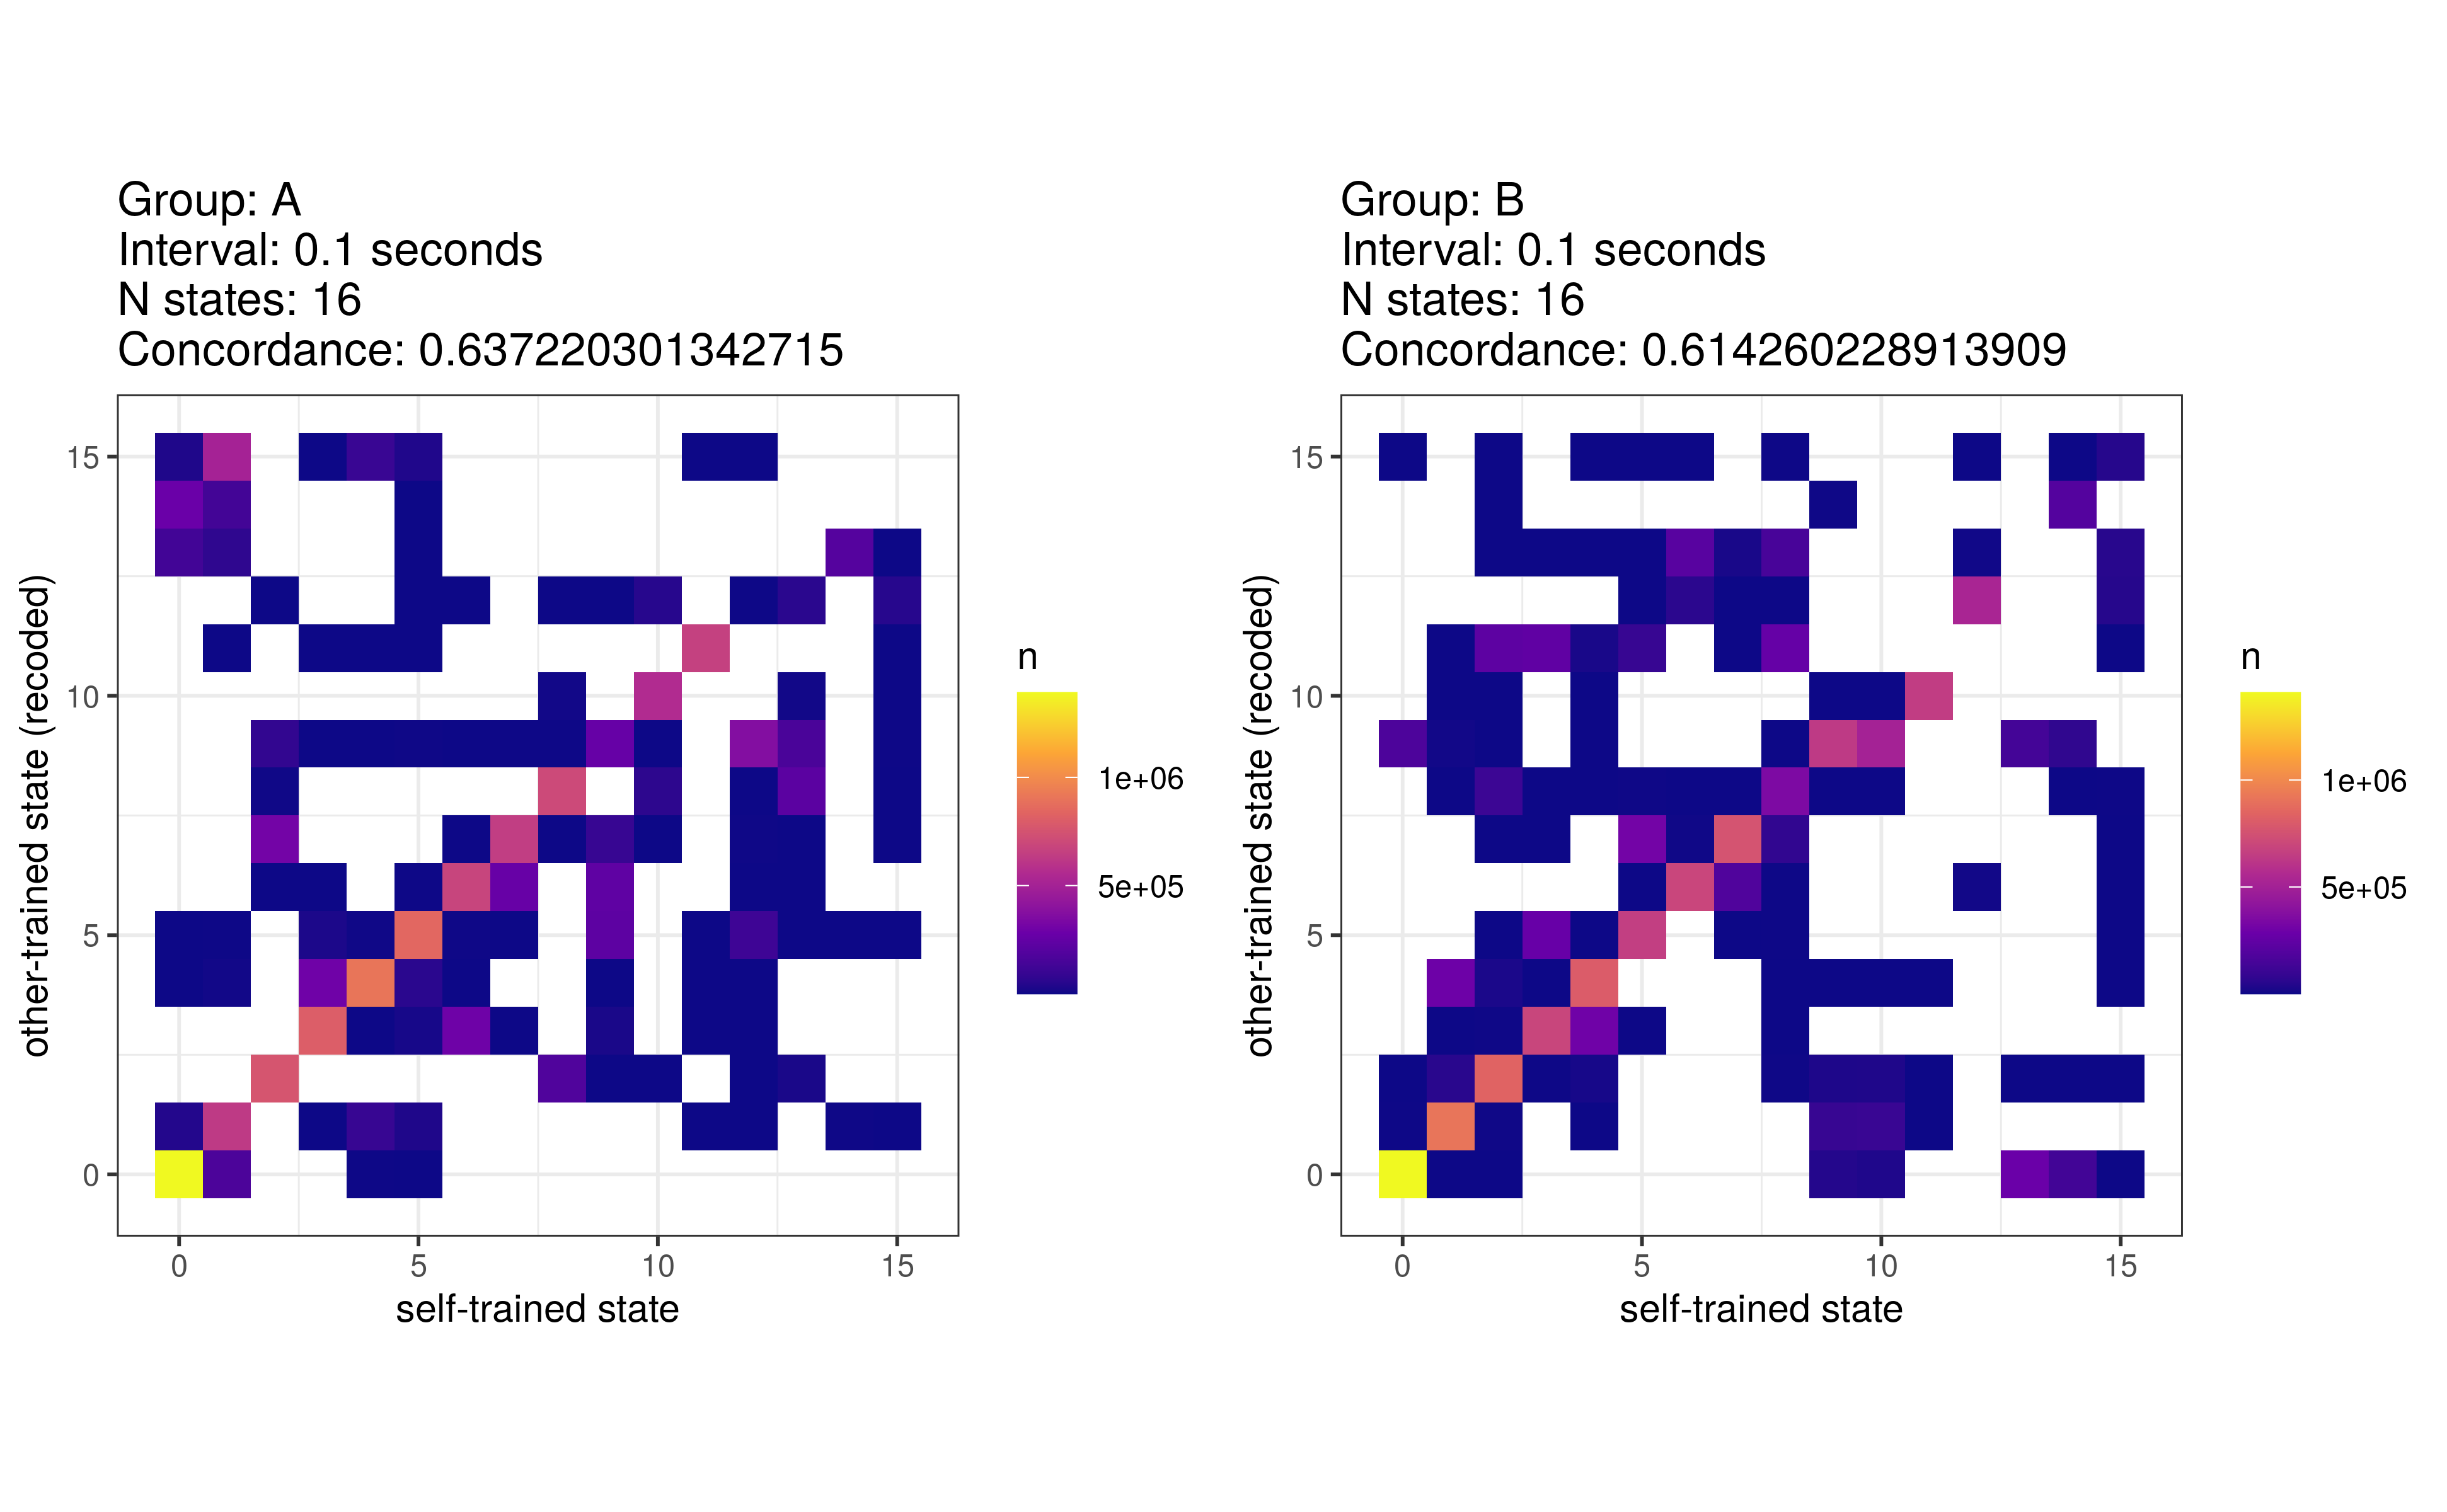 Group: A
Interval: 0.1 seconds
N states: 16
Concordance: 0.637220301342715
other-trained state (recoded)
15
10
5
0
0 5 10 15
self-trained state
n
1e+06
5e+05
Group: B
Interval: 0.1 seconds
N states: 16
Concordance: 0.614260228913909
other-trained state (recoded)
15
10
5
0
0 5 10 15
self-trained state
n
1e+06
5e+05